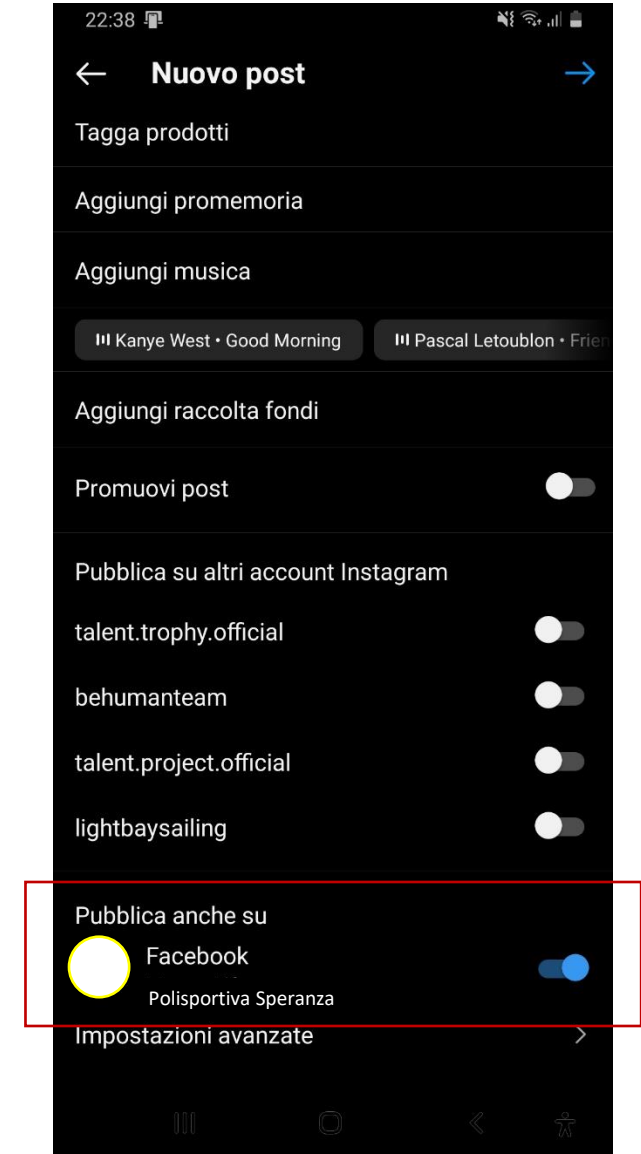 22:38
Nuovo post
Tagga prodotti
Aggiungi promemoria
Aggiungi musica
Kanye West • Good Morning
Pascal Letoublon • Frien
Aggiungi raccolta fondi
Promuovi post
Pubblica su altri account Instagram
talent.trophy.official
behumanteam
talent.project.official
lightbaysailing
Pubblica anche su
Facebook
Polisportiva Speranza
Impostazioni avanzate